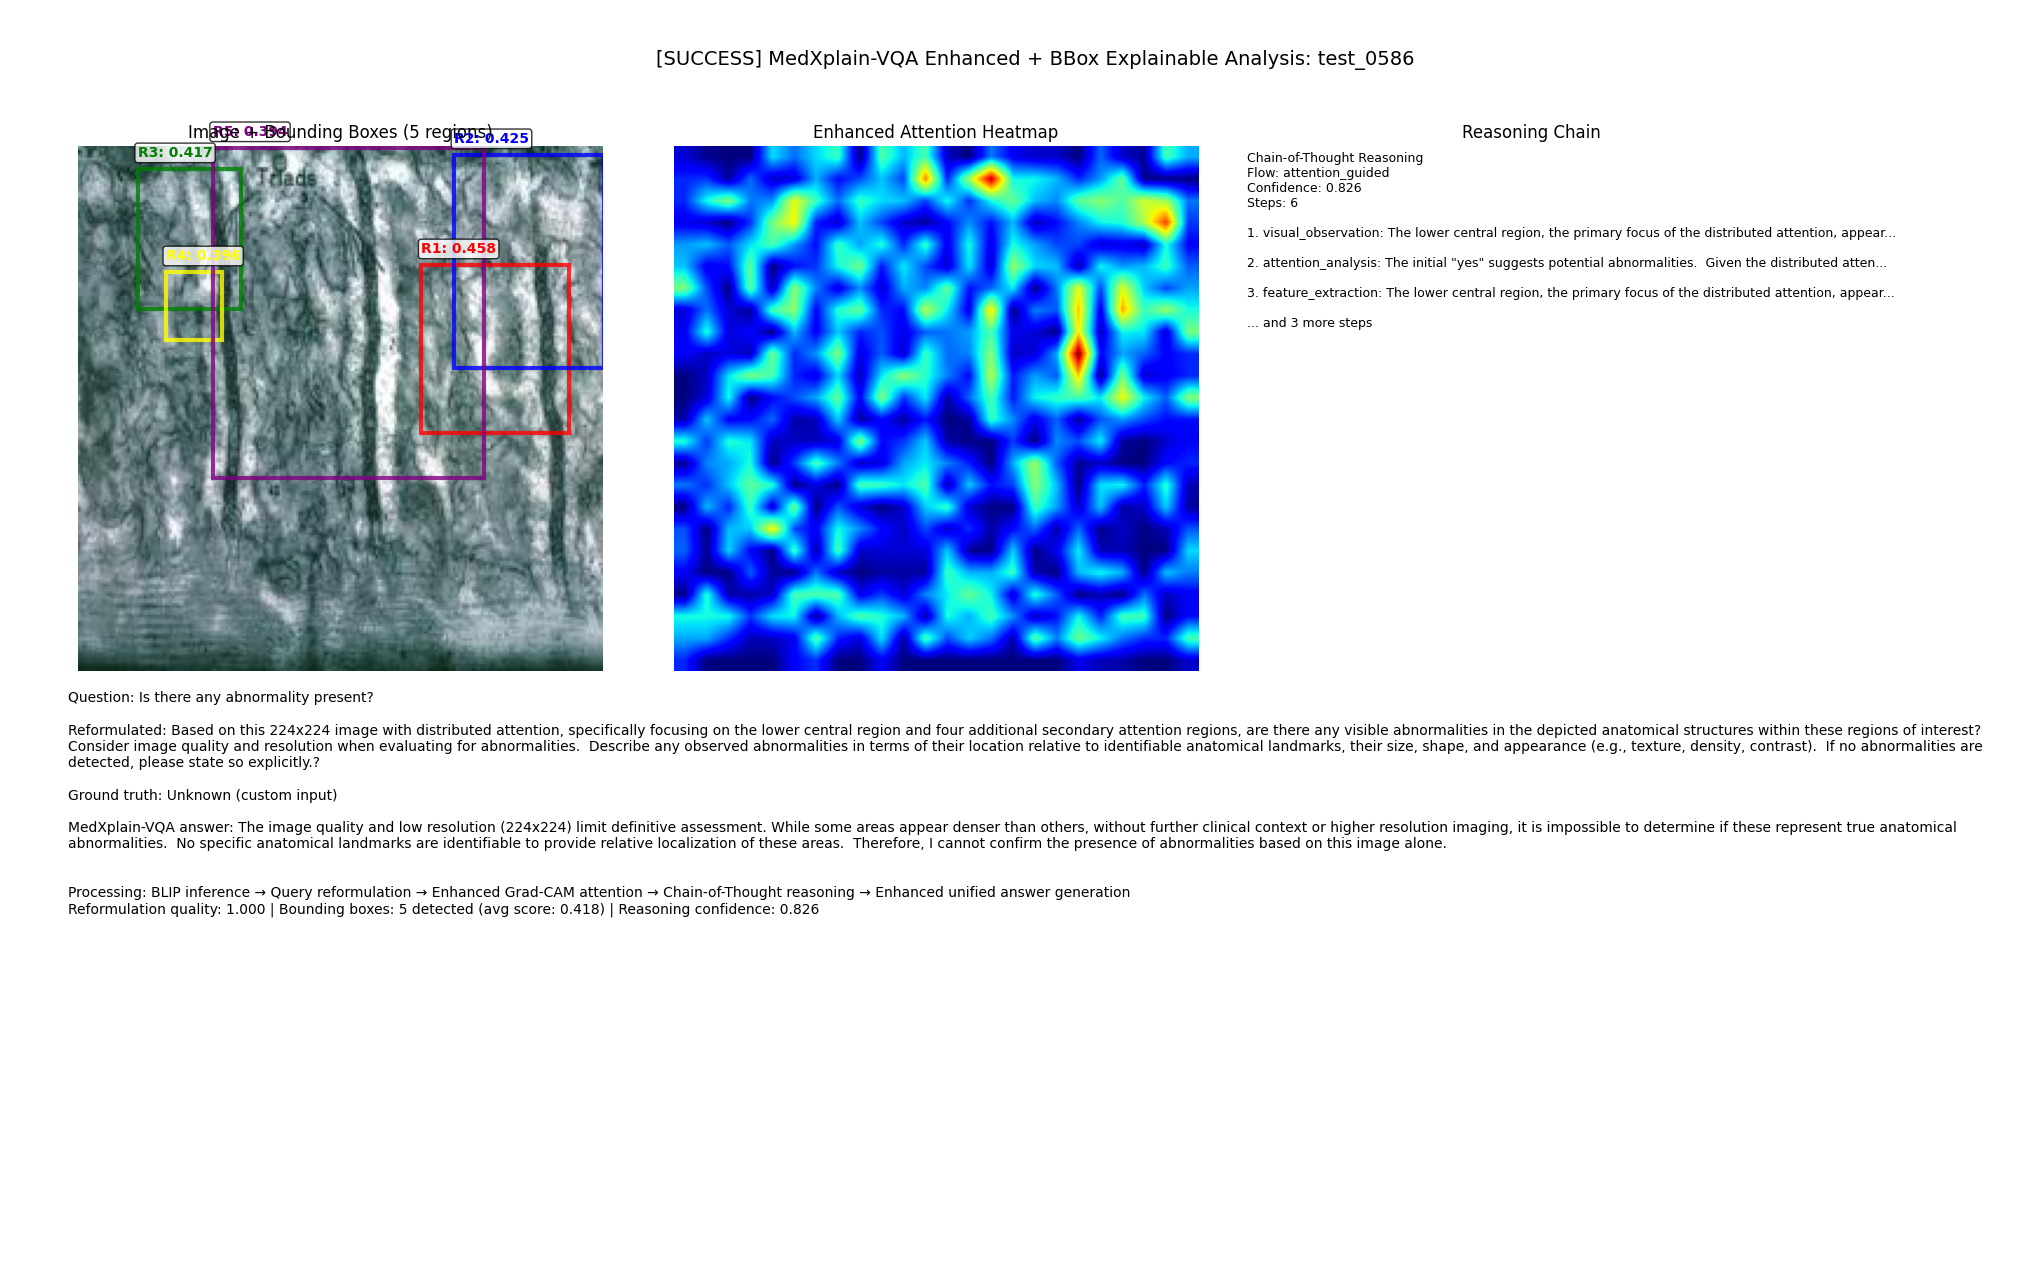 [SUCCESS] MedXplain-VQA Enhanced + BBox Explainable Analysis: test_0586
Image + Bounding Boxes (5 regions)
R5: 0.394
R2: 0.425
R3: 0.417
Triads
R4: 0.396
R1: 0.458
Enhanced Attention Heatmap
Reasoning Chain
Chain-of-Thought Reasoning
Flow: attention_guided
Confidence: 0.826
Steps: 6
1. visual_observation: The lower central region, the primary focus of the distributed attention, appear...
2. attention_analysis: The initial "yes" suggests potential abnormalities.  Given the distributed atten...
3. feature_extraction: The lower central region, the primary focus of the distributed attention, appear...
... and 3 more steps
Question: Is there any abnormality present?
Reformulated: Based on this 224x224 image with distributed attention, specifically focusing on the lower central region and four additional secondary attention regions, are there any visible abnormalities in the depicted anatomical structures within these regions of interest?
Consider image quality and resolution when evaluating for abnormalities.  Describe any observed abnormalities in terms of their location relative to identifiable anatomical landmarks, their size, shape, and appearance (e.g., texture, density, contrast).  If no abnormalities are
detected, please state so explicitly.?
Ground truth: Unknown (custom input)
MedXplain-VQA answer: The image quality and low resolution (224x224) limit definitive assessment. While some areas appear denser than others, without further clinical context or higher resolution imaging, it is impossible to determine if these represent true anatomical
abnormalities.  No specific anatomical landmarks are identifiable to provide relative localization of these areas.  Therefore, I cannot confirm the presence of abnormalities based on this image alone.
Processing: BLIP inference → Query reformulation → Enhanced Grad-CAM attention → Chain-of-Thought reasoning → Enhanced unified answer generation
Reformulation quality: 1.000 | Bounding boxes: 5 detected (avg score: 0.418) | Reasoning confidence: 0.826